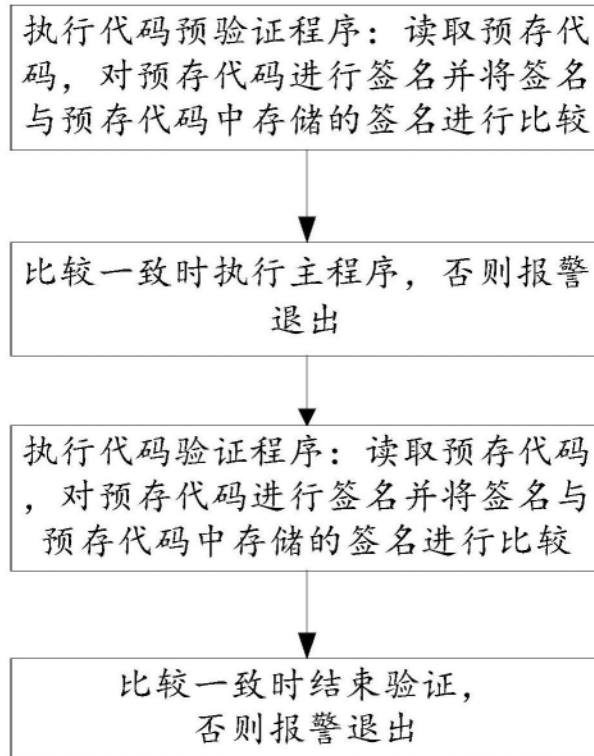 执行代码预验证程序：读取预存代
码，对预存代码进行签名并将签名
与预存代码中存储的签名进行比较
比较一致时执行主程序，否则报警
退出
执行代码验证程序：读取预存代码
，对预存代码进行签名并将签名与
预存代码中存储的签名进行比较
比较一致时结束验证，
否则报警退出